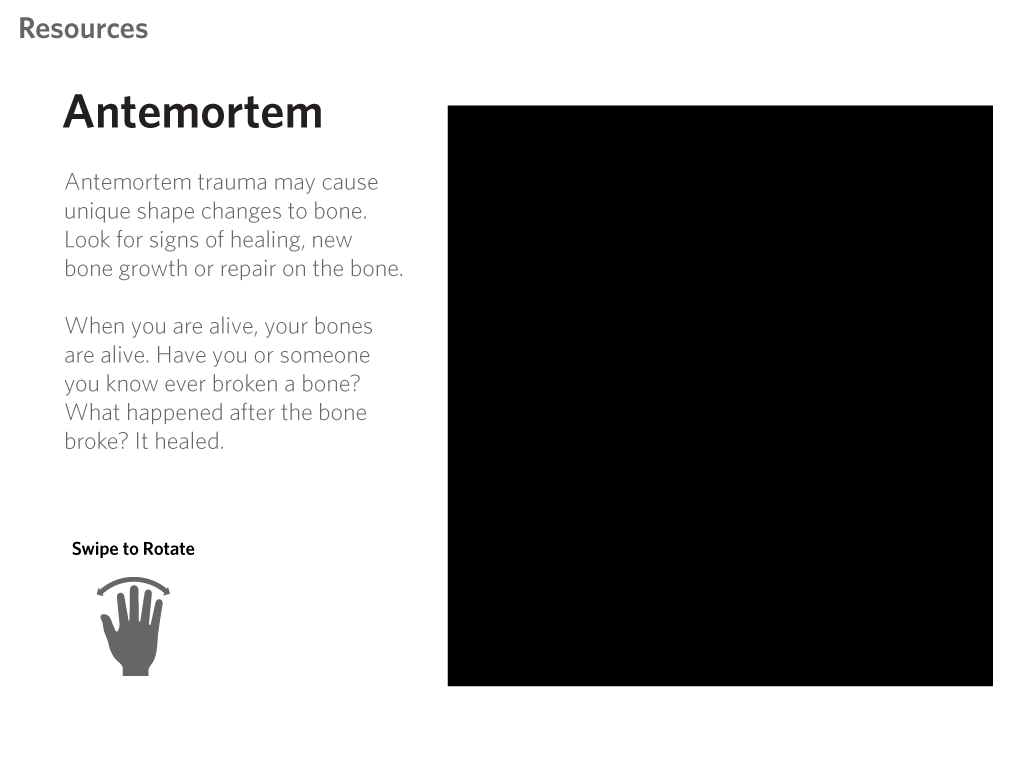 Resources
Antemortem
Antemortem trauma may cause
unique shape changes to bone.
Look for signs of healing, new
bone growth or repair on the bone.
When you are alive, your bones
are alive. Have you or someone
you know ever broken a bone?
What happened after the bone
broke? It healed.
Swipe to Rotate